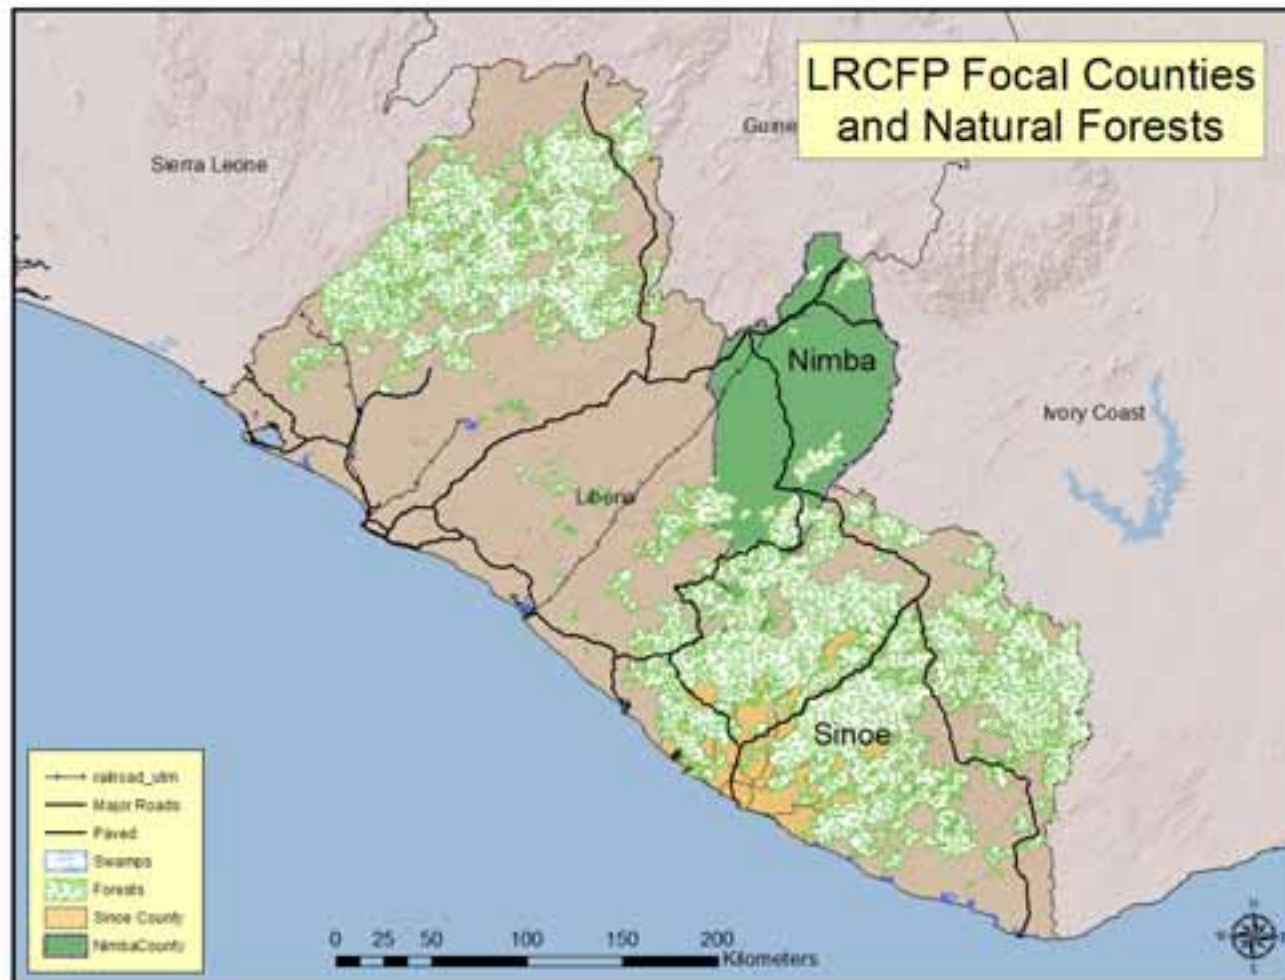 LRCFP Focal Counties
and Natural Forests
Guine
Sierra Leone
Nimba
Ivory Coast
Liberia
Sinoe
railroad_utm
Major Roads
Paved
Swamps
Forests
Sinoe County
NimbaCounty
0 25 50 100 150 200
Kilometers